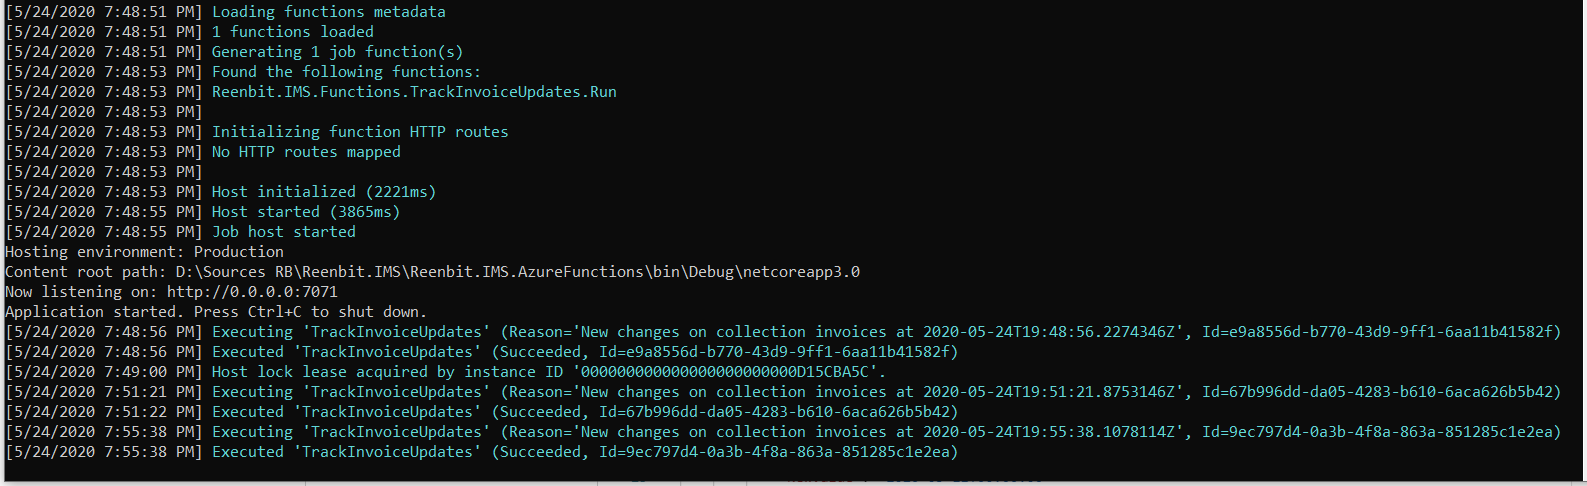 [5/24/2020 7:48:51 PM] Loading functions metadata
[5/24/2020 7:48:51 PM] 1 functions loaded
[5/24/2020 7:48:51 PM] Generating 1 job function(s)
[5/24/2020 7:48:53 PM] Found the following functions:
[5/24/2020 7:48:53 PM] Reenbit.IMS.Functions.TrackInvoiceUpdates.Run
[5/24/2020 7:48:53 PM]
[5/24/2020 7:48:53 PM] Initializing function HTTP routes
[5/24/2020 7:48:53 PM] No HTTP routes mapped
[5/24/2020 7:48:53 PM]
[5/24/2020 7:48:53 PM] Host initialized (2221ms)
[5/24/2020 7:48:55 PM] Host started (3865ms)
[5/24/2020 7:48:55 PM] Job host started
Hosting environment: Production
Content root path: D:\Sources RB\Reenbit.IMS\Reenbit.IMS.AzureFunctions\bin\Debug\netcoreapp3.0
Now listening on: http://0.0.0.0:7071
Application started. Press Ctrl+C to shut down.
[5/24/2020 7:48:56 PM] Executing 'TrackInvoiceUpdates' (Reason='New changes on collection invoices at 2020-05-24T19:48:56.2274346Z', Id=e9a8556d-b770-43d9-9ff1-6aa11b41582f)
[5/24/2020 7:48:56 PM] Executed 'TrackInvoiceUpdates' (Succeeded, Id=e9a8556d-b770-43d9-9ff1-6aa11b41582f)
[5/24/2020 7:49:00 PM] Host lock lease acquired by instance ID '000000000000000000000000D15CBA5C'.
[5/24/2020 7:51:21 PM] Executing 'TrackInvoiceUpdates' (Reason='New changes on collection invoices at 2020-05-24T19:51:21.8753146Z', Id=67b996dd-da05-4283-b610-6aca626b5b42)
[5/24/2020 7:51:22 PM] Executed 'TrackInvoiceUpdates' (Succeeded, Id=67b996dd-da05-4283-b610-6aca626b5b42)
[5/24/2020 7:55:38 PM] Executing 'TrackInvoiceUpdates' (Reason='New changes on collection invoices at 2020-05-24T19:55:38.1078114Z', Id=9ec797d4-0a3b-4f8a-863a-851285c1e2ea)
[5/24/2020 7:55:38 PM] Executed 'TrackInvoiceUpdates' (Succeeded, Id=9ec797d4-0a3b-4f8a-863a-851285c1e2ea)